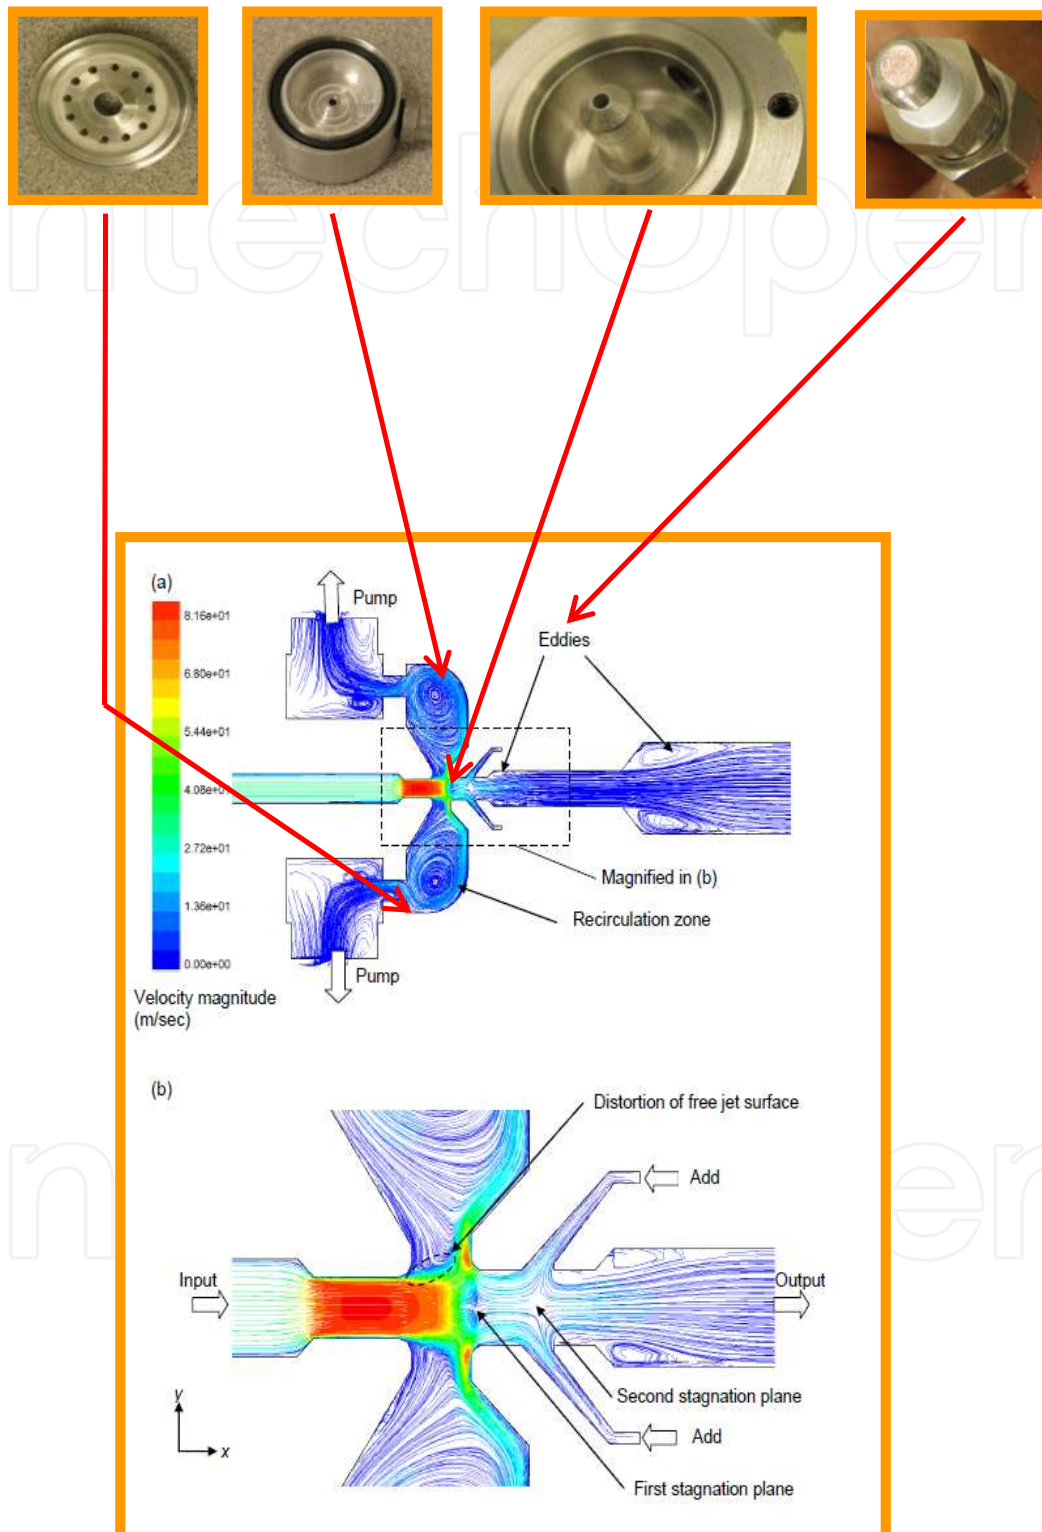 ntechOpen
(a)
Pump
8.16e+01
6.80e+01
5.44e+01
4.08e+01
2.72e+01
1.36e+01
0.00e+00
Velocity magnitude
(m/sec)
Eddies
Magnified in (b)
Recirculation zone
Pump
(b)
Distortion of free jet surface
Add
Input
Output
Second stagnation plane
Add
First stagnation plane
y
x